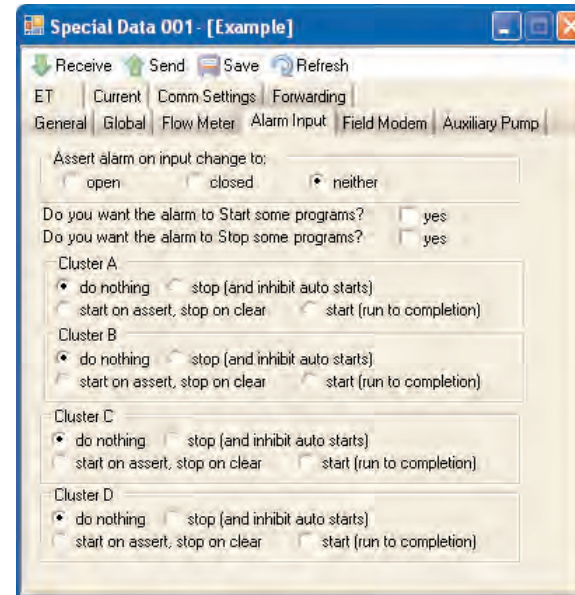 Special Data 001- [Example]
Receive Send Save Refresh
ET Current Comm Settings Forwarding
General Global Flow Meter Alarm Input Field Modem Auxiliary Pump
Assert alarm on input change to:
open closed neither
Do you want the alarm to Start some programs? yes
Do you want the alarm to Stop some programs? yes
Cluster A
do nothing stop (and inhibit auto starts)
start on assert, stop on clear start (run to completion)
Cluster B
do nothing stop (and inhibit auto starts)
start on assert, stop on clear start (run to completion)
Cluster C
do nothing stop (and inhibit auto starts)
start on assert, stop on clear start (run to completion)
Cluster D
do nothing stop (and inhibit auto starts)
start on assert, stop on clear start (run to completion)